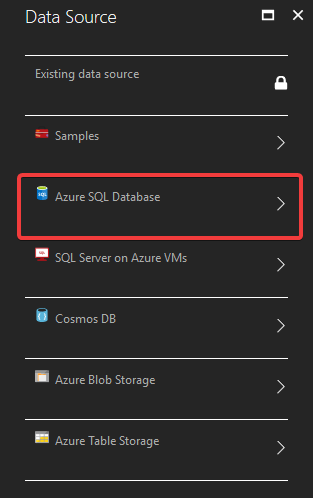 Data Source
Existing data source
Samples
Azure SQL Database
SQL Server on Azure VMs
Cosmos DB
Azure Blob Storage
Azure Table Storage